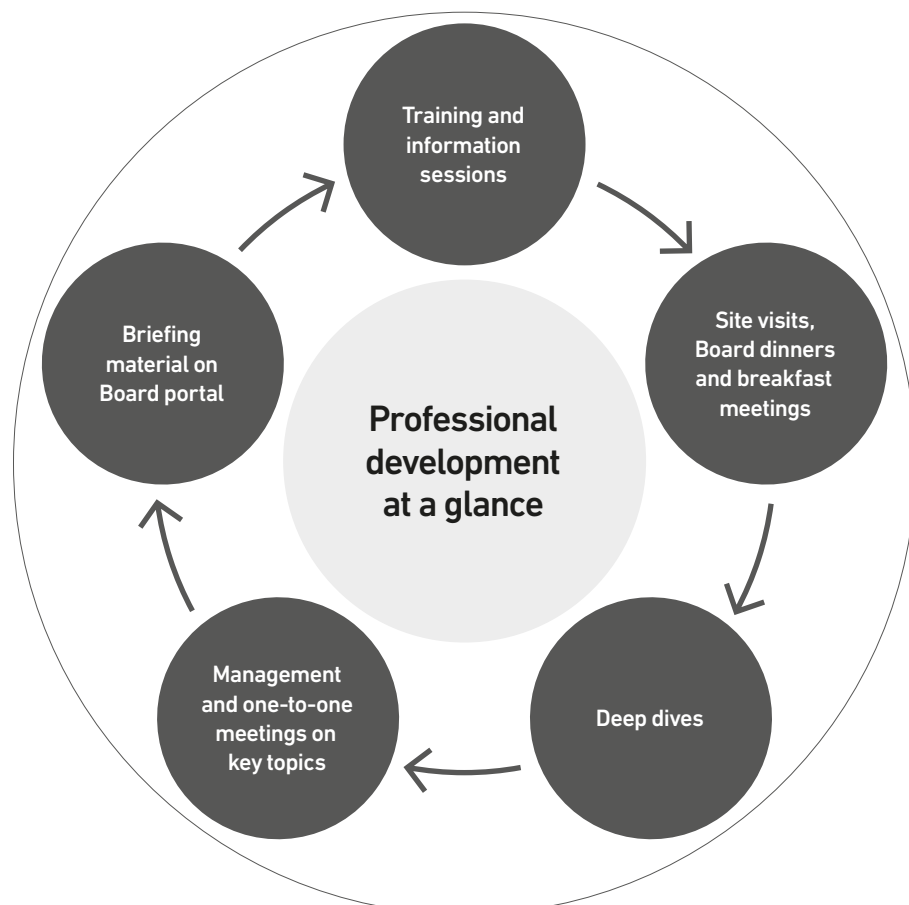 Training and
information
sessions
Site visits,
Board dinners
and breakfast
meetings
Deep dives
Management
and one-to-one
meetings on
key topics
Briefing
material on
Board portal
Professional
development
at a glance